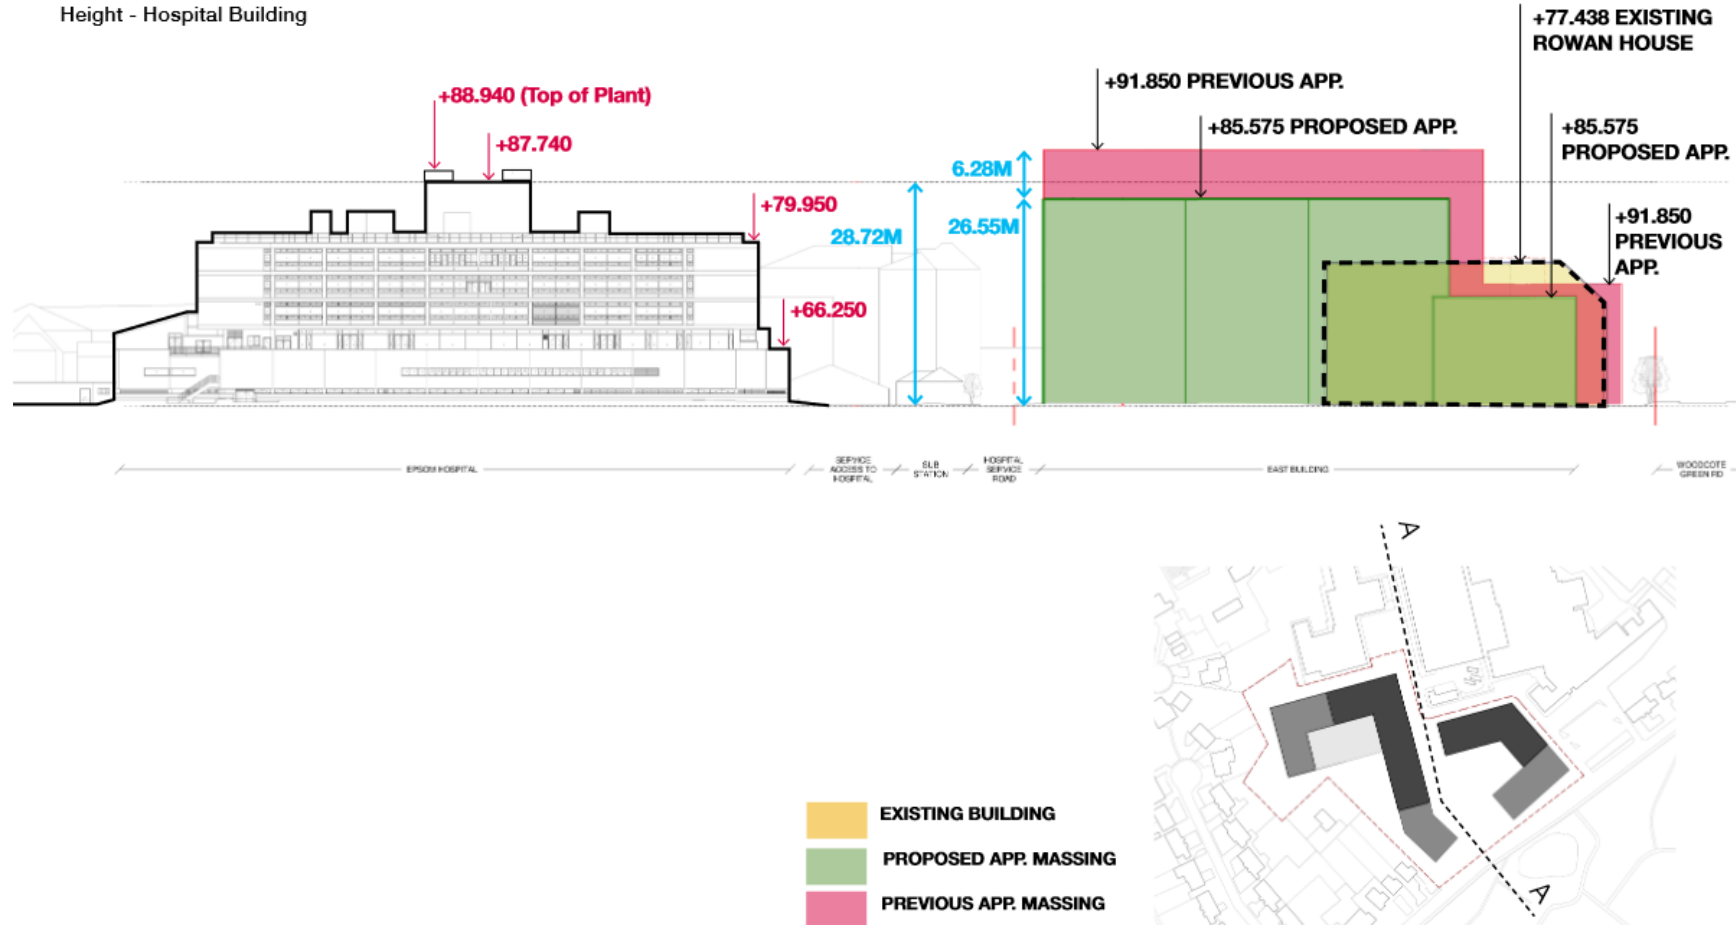 Height - Hospital Building
+77.438 EXISTING
ROWAN HOUSE
+88.940 (Top of Plant)
+91.850 PREVIOUS APP.
+87.740
+85.575 PROPOSED APP.
+85.575
PROPOSED APP.
6.28M
+79.950
+91.850
PREVIOUS
APP.
28.72M
26.55M
+66.250
EPSOM HOSPITAL
SERVICE
ACCESS TO
HOSPITAL
SUB
STATION
HOSPITAL
SERVICE
ROAD
EAST BUILDING
WOODCOTE
GREEN RD
A
EXISTING BUILDING
PROPOSED APP. MASSING
PREVIOUS APP. MASSING
A